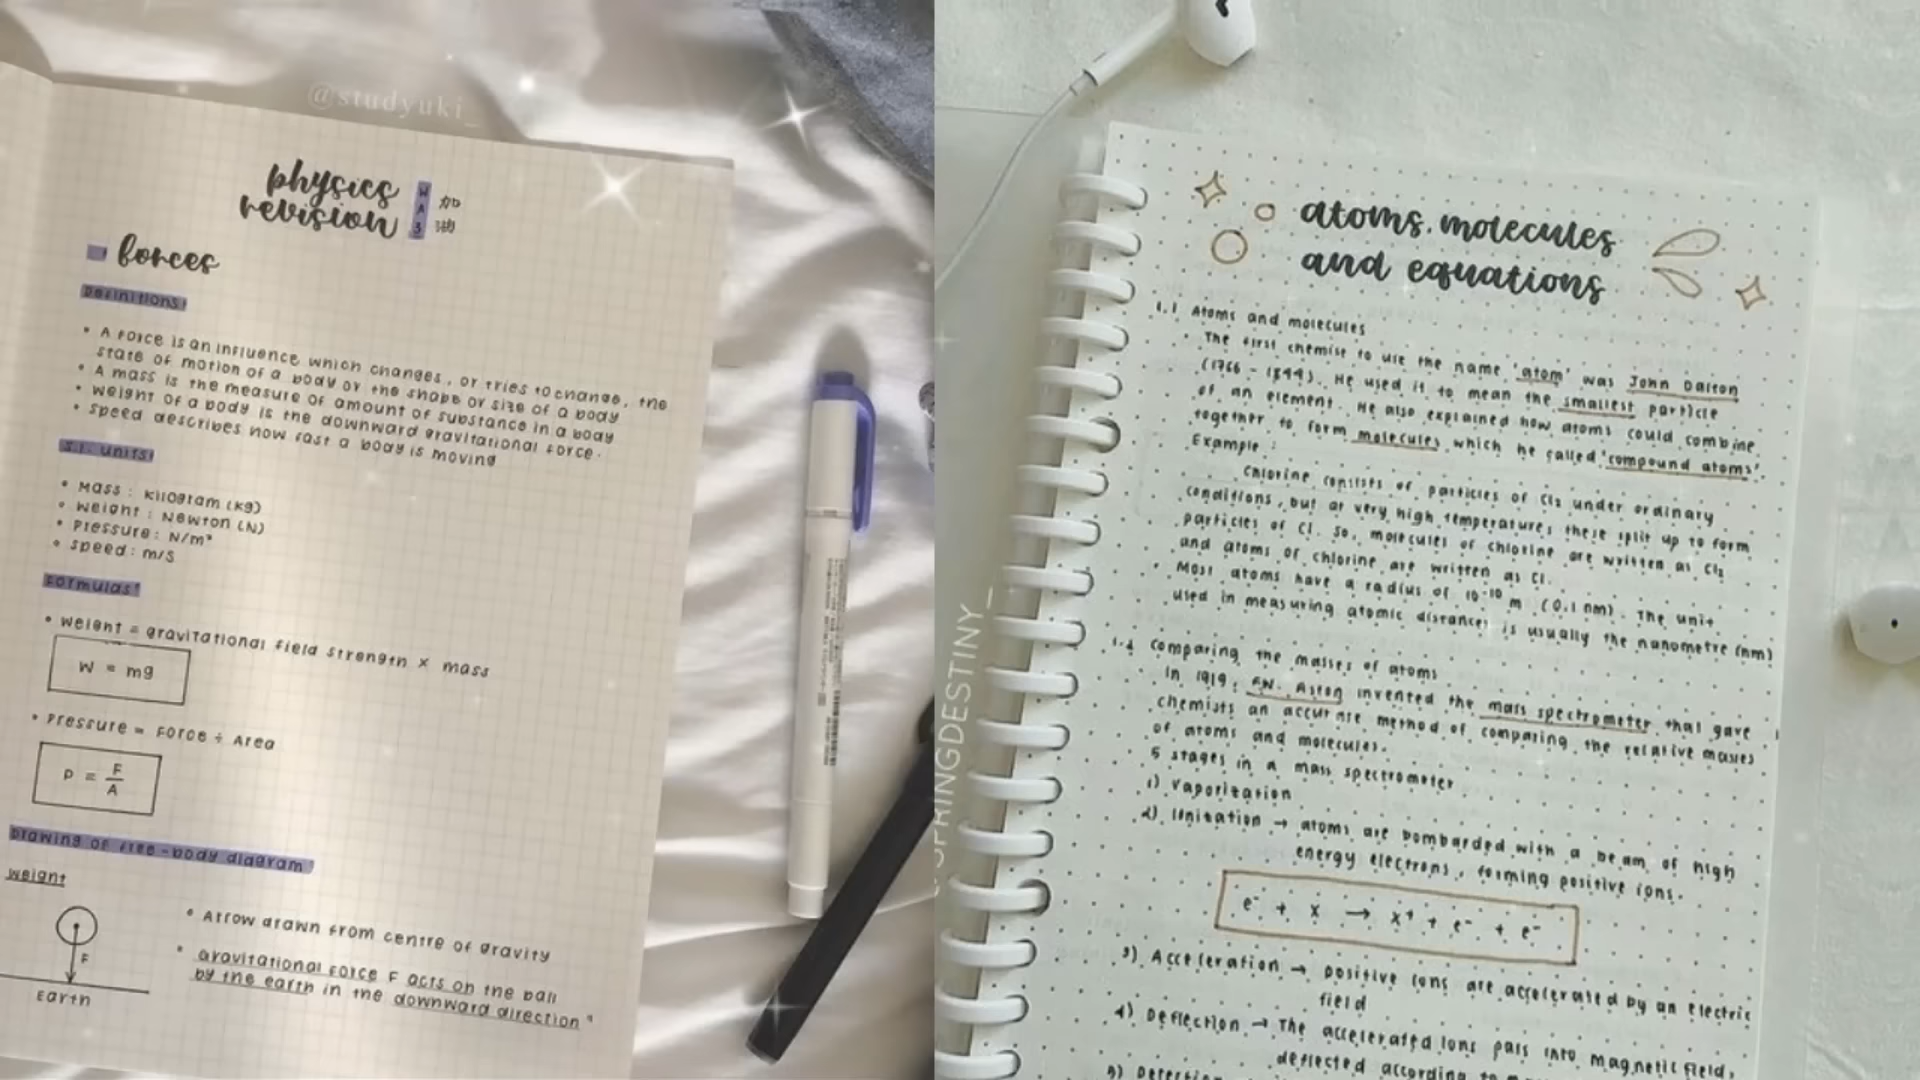 @studyuki_
physics
revision
WA3
加
油
forces
Definitions:
• A force is an influence which changes, or tries to change, the
state of motion of a body or the shape or size of a body
• A mass is the measure of amount of substance in a body
• Weight of a body is the downward gravitational force.
• Speed describes how fast a body is moving
S.I. units:
• Mass : kilogram (kg)
• Weight : Newton (N)
• Pressure : N/m²
• Speed : m/s
Formulas:
• Weight = gravitational field strength × mass
W = mg
• Pressure = Force ÷ Area
P = F/A
Drawing of free-body diagram:
Weight
F
Earth
• Arrow drawn from centre of gravity
• Gravitational force F acts on the ball
by the earth in the downward direction
SPRINGDESTINY_
atoms, molecules
and equations
1.1 Atoms and molecules
• The first chemist to use the name 'atom' was John Dalton
(1766 - 1844). He used it to mean the smallest particle
of an element. He also explained how atoms could combine
together to form molecules which he called 'compound atoms'.
Example :
Chlorine consists of particles of Cl₂ under ordinary
conditions, but at very high temperatures these split up to form
particles of Cl. So, molecules of chlorine are written as Cl₂
and atoms of chlorine are written as Cl.
• Most atoms have a radius of 10⁻¹⁰ m (0.1 nm). The unit
used in measuring atomic distances is usually the nanometre (nm)
1.2 Comparing the masses of atoms
• In 1919, F.W. Aston invented the mass spectrometer that gave
chemists an accurate method of comparing the relative masses
of atoms and molecules.
5 stages in a mass spectrometer
1) Vaporization
2) Ionization → atoms are bombarded with a beam of high
energy electrons, forming positive ions.
e⁻ + x → x⁺ + e⁻ + e⁻
3) Acceleration → positive ions are accelerated by an electric
field
4) Deflection → The accelerated ions pass into magnetic field,
deflected according to
5) Detection